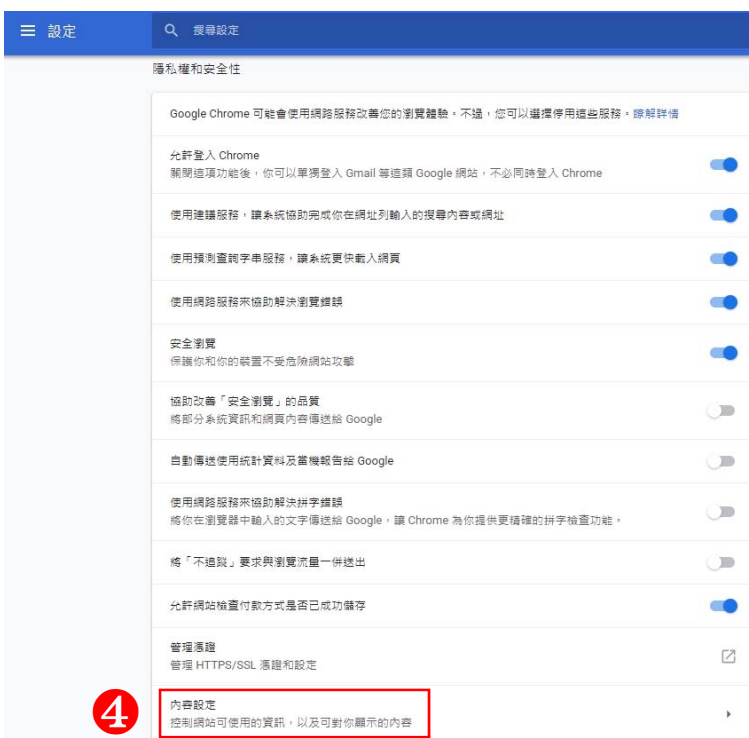 設定
搜尋設定
隱私權和安全性
Google Chrome 可能會使用網路服務改善您的瀏覽體驗。不過，您可以選擇停用這些服務。瞭解詳情
允許登入 Chrome
關閉這項功能後，你可以單獨登入 Gmail 等這類 Google 網站，不必同時登入 Chrome
使用建議服務，讓系統協助完成你在網址列輸入的搜尋內容或網址
使用預測查詢字串服務，讓系統更快載入網頁
使用網路服務來協助解決瀏覽錯誤
安全瀏覽
保護你和你的裝置不受危險網站攻擊
協助改善「安全瀏覽」的品質
將部分系統資訊和網頁內容傳送給 Google
自動傳送使用統計資料及當機報告給 Google
使用網路服務來協助解決拼字錯誤
將你在瀏覽器中輸入的文字傳送給 Google，讓 Chrome 為你提供更精確的拼字檢查功能。
將「不追蹤」要求與瀏覽流量一併送出
允許網站檢查付款方式是否已成功儲存
管理憑證
管理 HTTPS/SSL 憑證和設定
4
內容設定
控制網站可使用的資訊，以及可對你顯示的內容